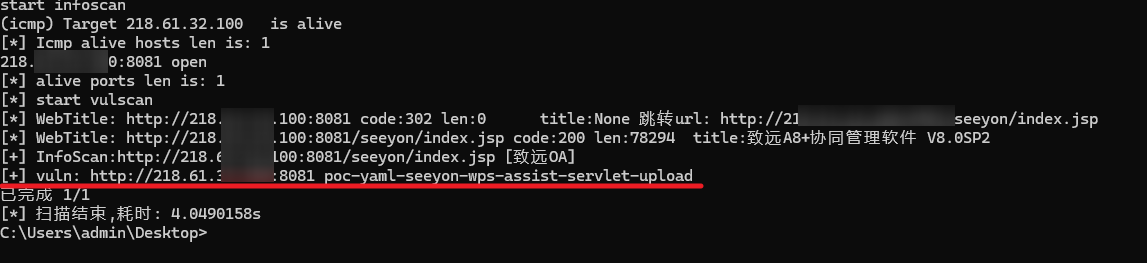 start infoscan
(icmp) Target 218.61.32.100 is alive
[*] Icmp alive hosts len is: 1
218. 0:8081 open
[*] alive ports len is: 1
[*] start vulscan
[*] WebTitle: http://218. .100:8081 code:302 len:0 title:None 跳转url: http://21 seeyon/index.jsp
[*] WebTitle: http://218. .100:8081/seeyon/index.jsp code:200 len:78294 title:致远A8+协同管理软件 V8.0SP2
[+] InfoScan:http://218.6 100:8081/seeyon/index.jsp [致远OA]
[+] vuln: http://218.61.3 :8081 poc-yaml-seeyon-wps-assist-servlet-upload
已完成 1/1
[*] 扫描结束,耗时: 4.0490158s
C:\Users\admin\Desktop>